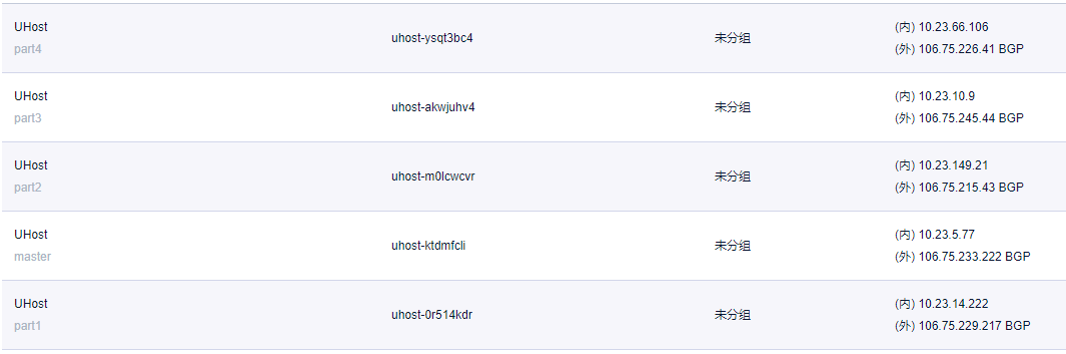 UHost
part4
uhost-ysqt3bc4
未分组
(内) 10.23.66.106
(外) 106.75.226.41 BGP
UHost
part3
uhost-akwjuhv4
未分组
(内) 10.23.10.9
(外) 106.75.245.44 BGP
UHost
part2
uhost-m0lcwcvr
未分组
(内) 10.23.149.21
(外) 106.75.215.43 BGP
UHost
master
uhost-ktdmfcli
未分组
(内) 10.23.5.77
(外) 106.75.233.222 BGP
UHost
part1
uhost-0r514kdr
未分组
(内) 10.23.14.222
(外) 106.75.229.217 BGP